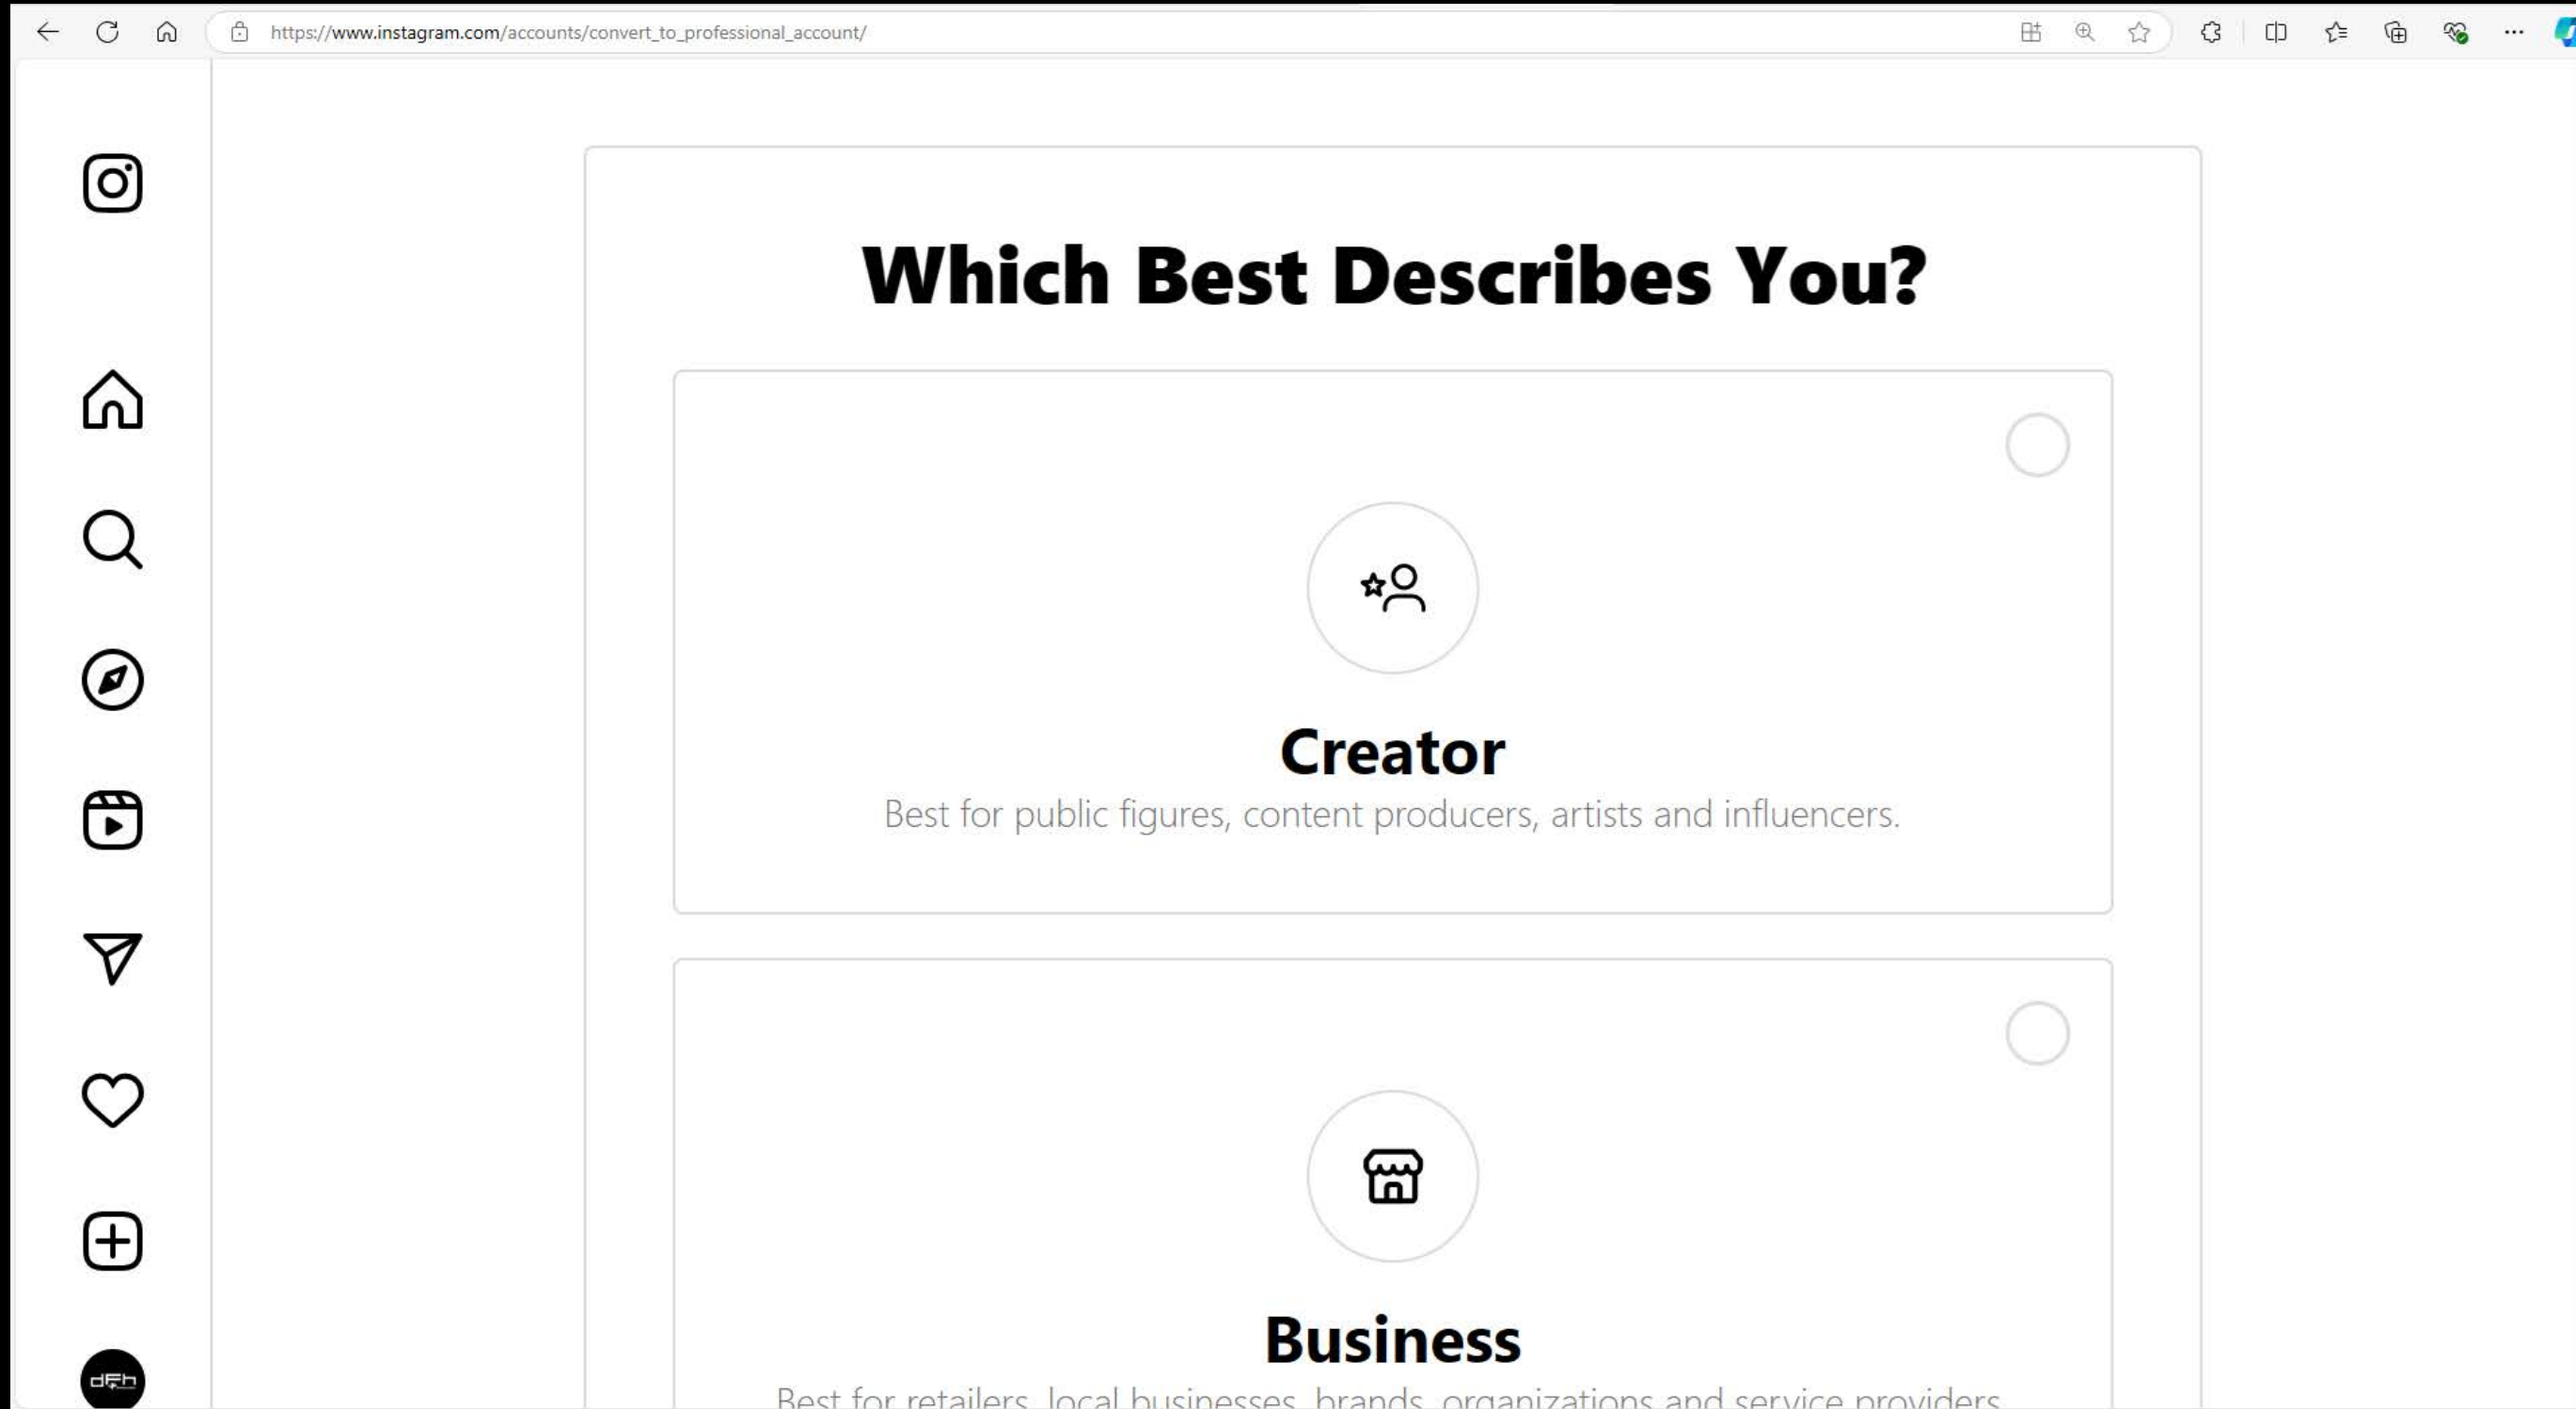 https://www.instagram.com/accounts/convert_to_professional_account/
Which Best Describes You?
Creator
Best for public figures, content producers, artists and influencers.
Business
Best for retailers, local businesses, brands, organizations and service providers.
dFh